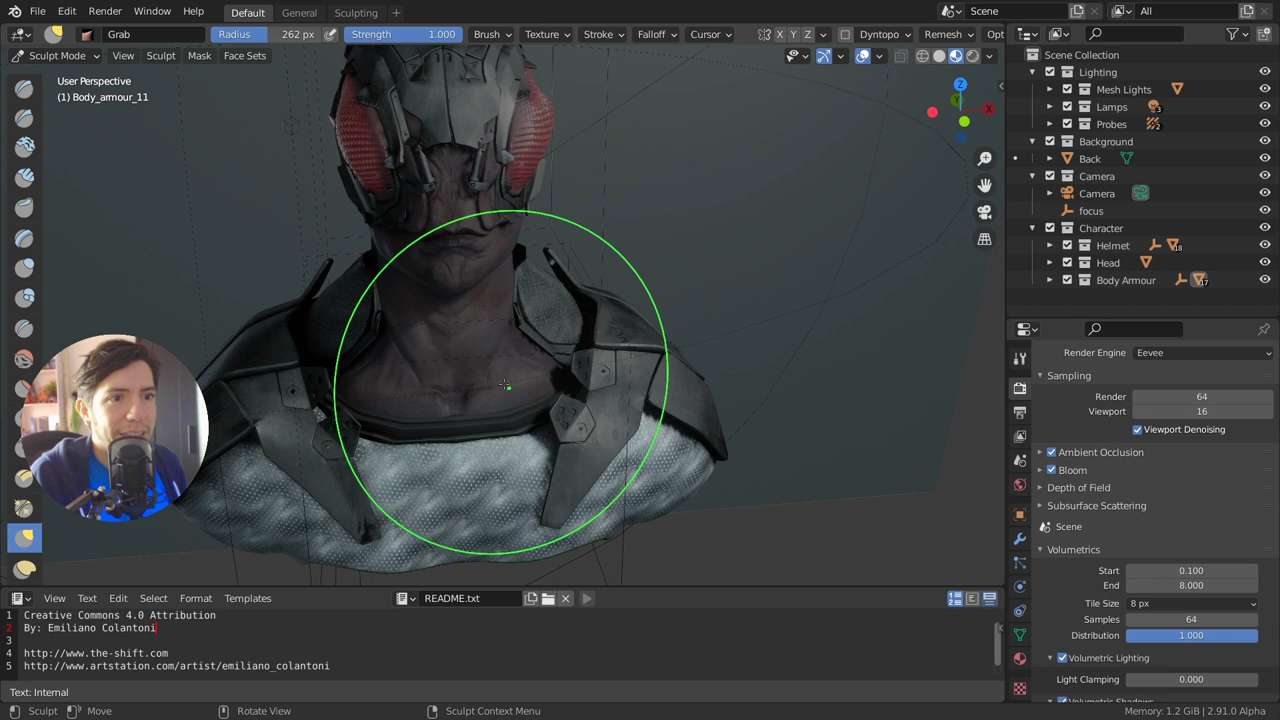 File Edit Render Window Help Default General Sculpting + Scene All
Grab Radius 262 px Strength 1.000 Brush Texture Stroke Falloff Cursor X Y Z Dyntopo Remesh Opt
Sculpt Mode View Sculpt Mask Face Sets
User Perspective
(1) Body_armour_11
Z
Y
X
Scene Collection
Lighting
Mesh Lights
Lamps 3
Probes 2
Background
Back
Camera
Camera
focus
Character
Helmet 18
Head
Body Armour 17
Render Engine Eevee
Sampling
Render 64
Viewport 16
Viewport Denoising
Ambient Occlusion
Bloom
Depth of Field
Subsurface Scattering
Scene
Volumetrics
Start 0.100
End 8.000
Tile Size 8 px
Samples 64
Distribution 1.000
Volumetric Lighting
Light Clamping 0.000
Volumetric Shadows
View Text Edit Select Format Templates README.txt
1 Creative Commons 4.0 Attribution
2 By: Emiliano Colantoni
3
4 http://www.the-shift.com
5 http://www.artstation.com/artist/emiliano_colantoni
Text: Internal
Sculpt Move Rotate View Sculpt Context Menu Memory: 1.2 GiB | 2.91.0 Alpha